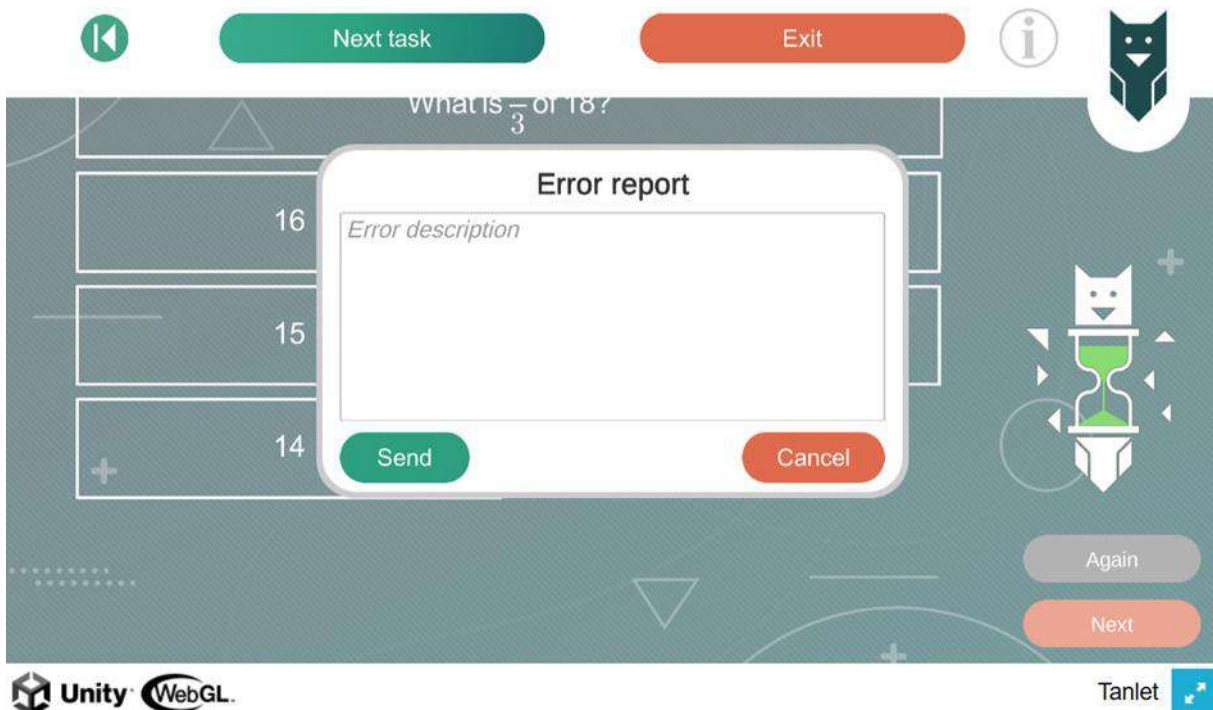 Next task
Exit
i
What is – of 18?
3
Error report
16
Error description
15
14
Send
Cancel
Again
Next
Unity WebGL.
Tanlet